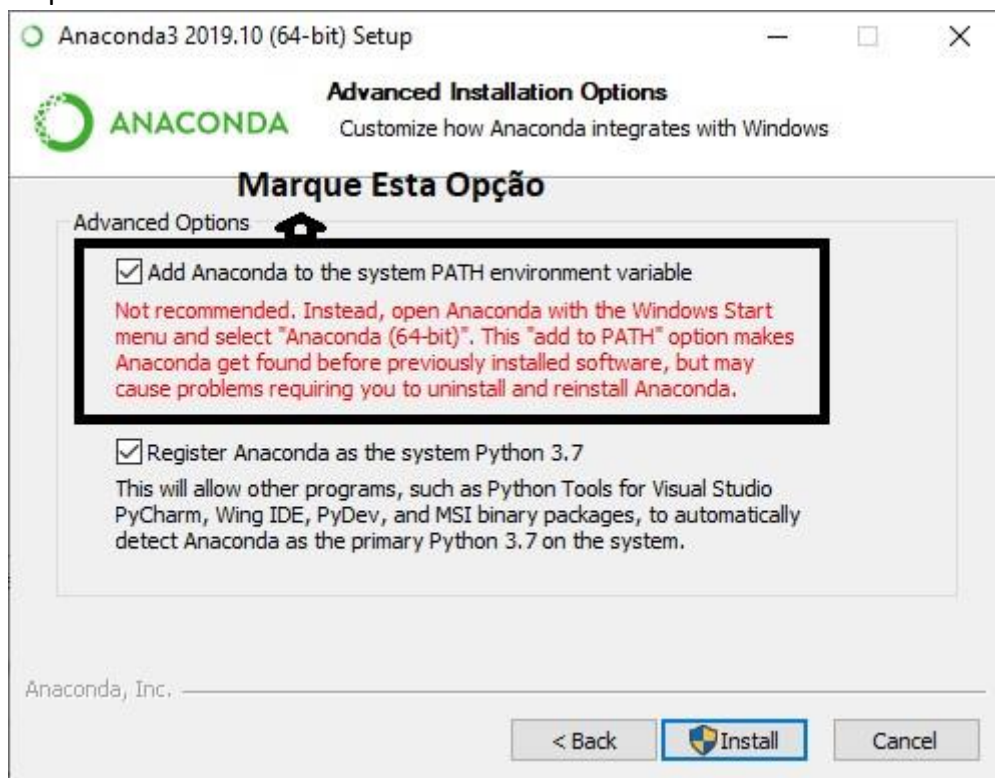 Anaconda3 2019.10 (64-bit) Setup
ANACONDA
Advanced Installation Options
Customize how Anaconda integrates with Windows
Marque Esta Opção
Advanced Options
Add Anaconda to the system PATH environment variable
Not recommended. Instead, open Anaconda with the Windows Start
menu and select "Anaconda (64-bit)". This "add to PATH" option makes
Anaconda get found before previously installed software, but may
cause problems requiring you to uninstall and reinstall Anaconda.
Register Anaconda as the system Python 3.7
This will allow other programs, such as Python Tools for Visual Studio
PyCharm, Wing IDE, PyDev, and MSI binary packages, to automatically
detect Anaconda as the primary Python 3.7 on the system.
Anaconda, Inc.
< Back
Install
Cancel